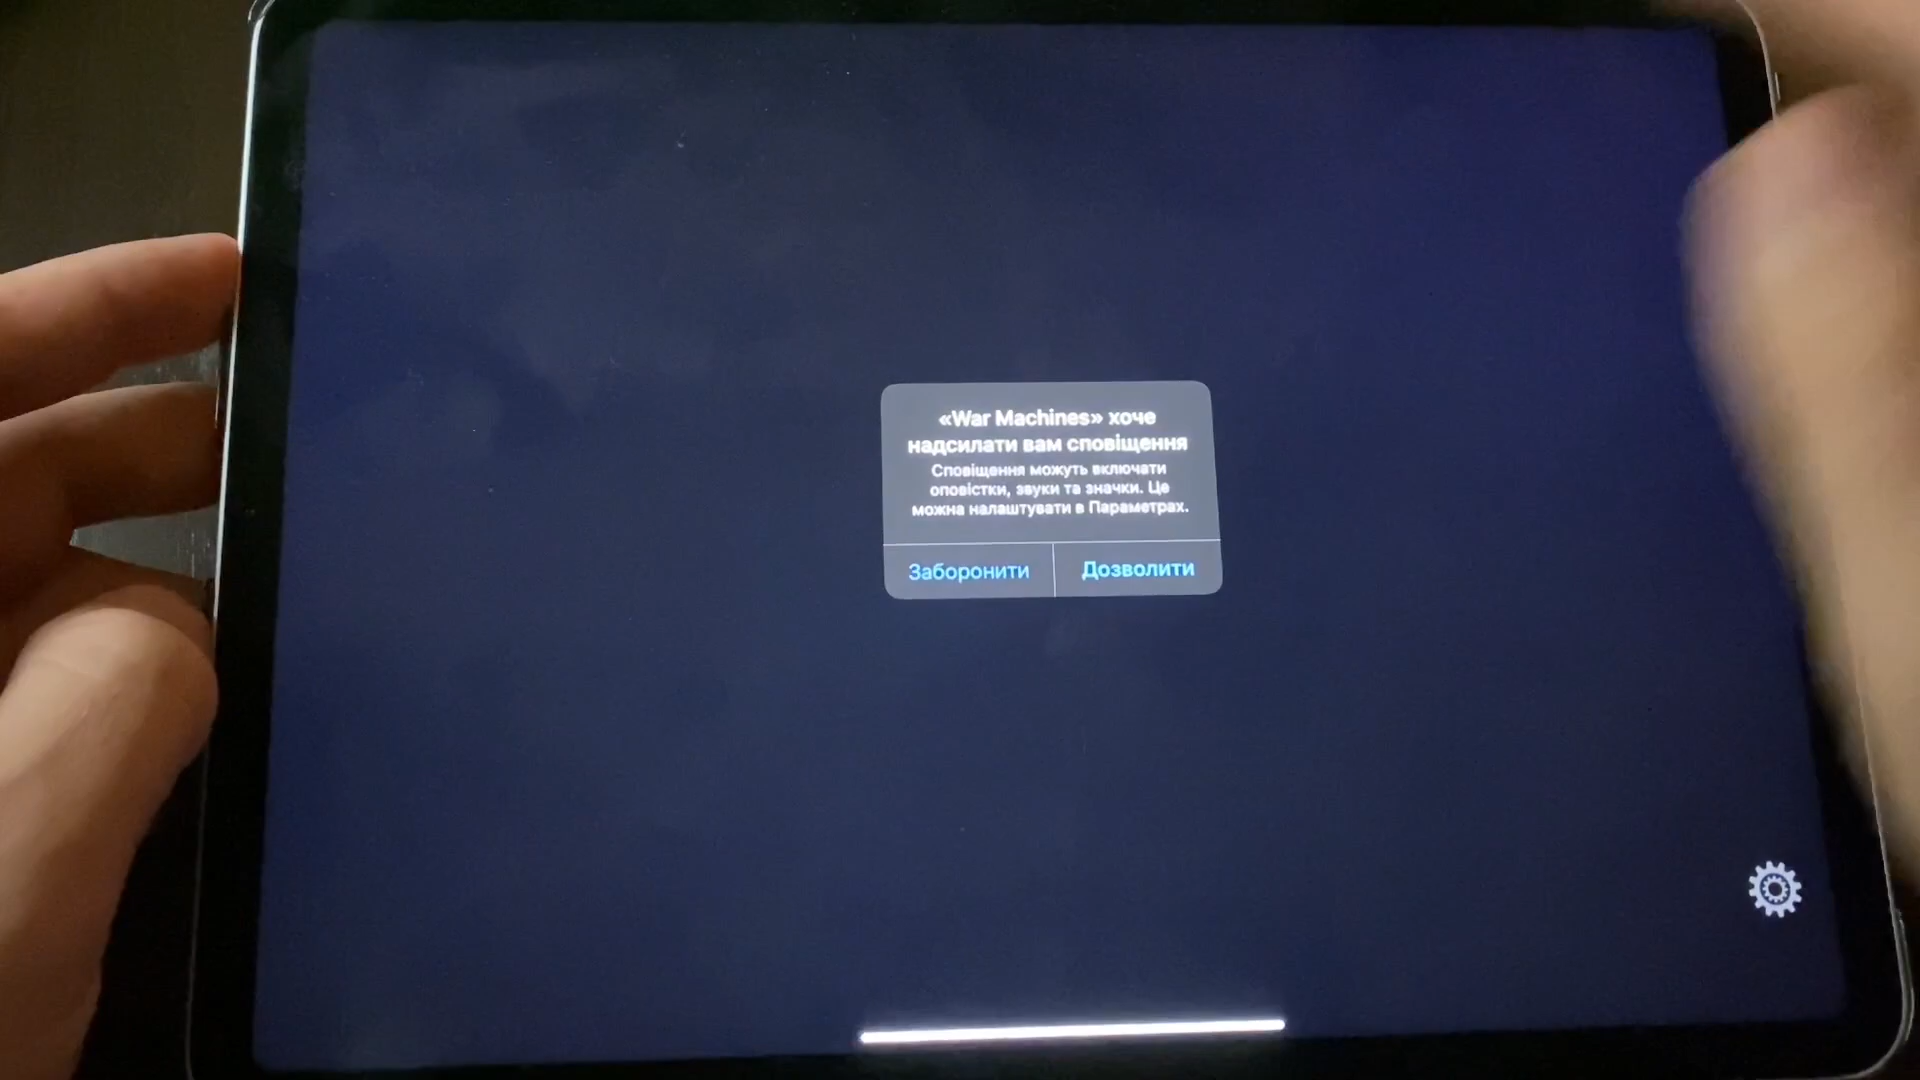 «War Machines» хоче
надсилати вам сповіщення
Сповіщення можуть включати
оповістки, звуки та значки. Це
можна налаштувати в Параметрах.
Заборонити
Дозволити